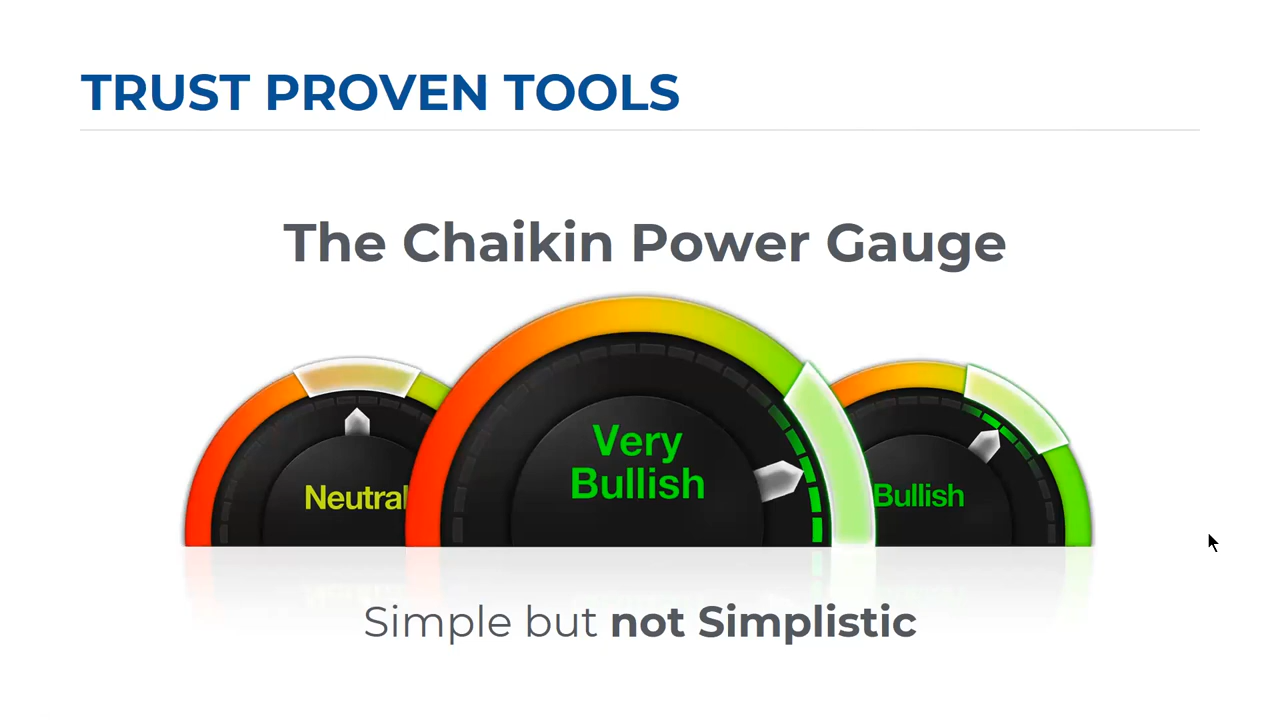 TRUST PROVEN TOOLS
The Chaikin Power Gauge
Neutral
Very
Bullish
Bullish
Simple but not Simplistic